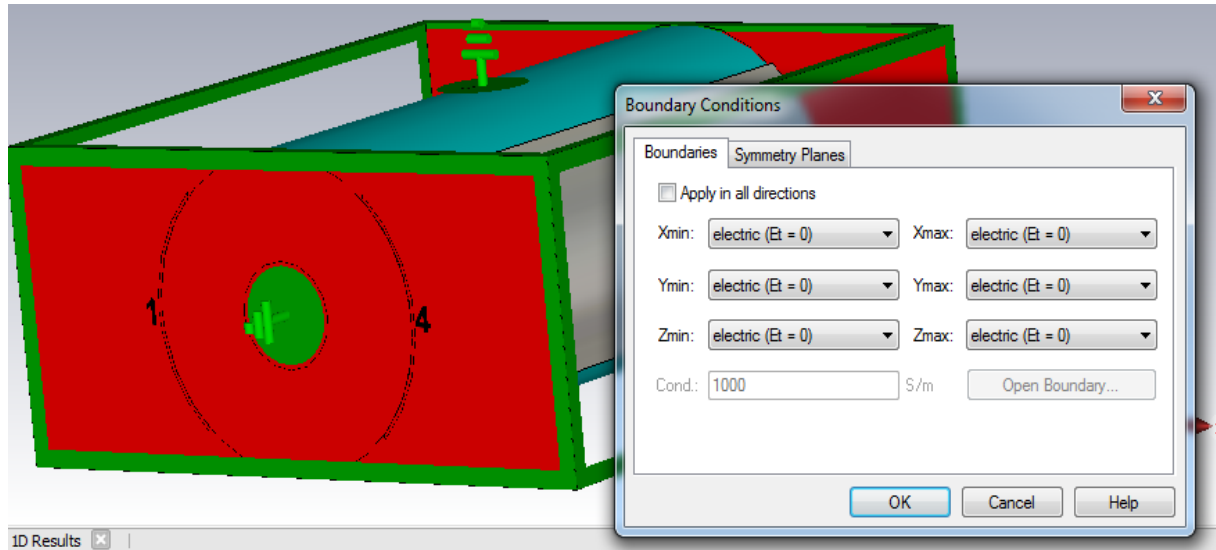 Boundary Conditions
Boundaries Symmetry Planes
Apply in all directions
Xmin: electric (Et = 0) Xmax: electric (Et = 0)
Ymin: electric (Et = 0) Ymax: electric (Et = 0)
Zmin: electric (Et = 0) Zmax: electric (Et = 0)
Cond.: 1000 S/m Open Boundary...
OK Cancel Help
1 4
1D Results